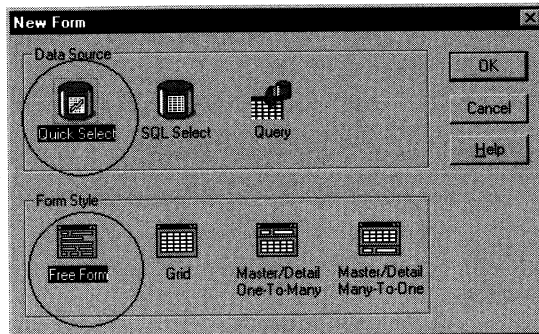 New Form
Data Source
OK
Quick Select
SQL Select
Query
Cancel
Help
Form Style
Free Form
Grid
Master/Detail
One-To-Many
Master/Detail
Many-To-One